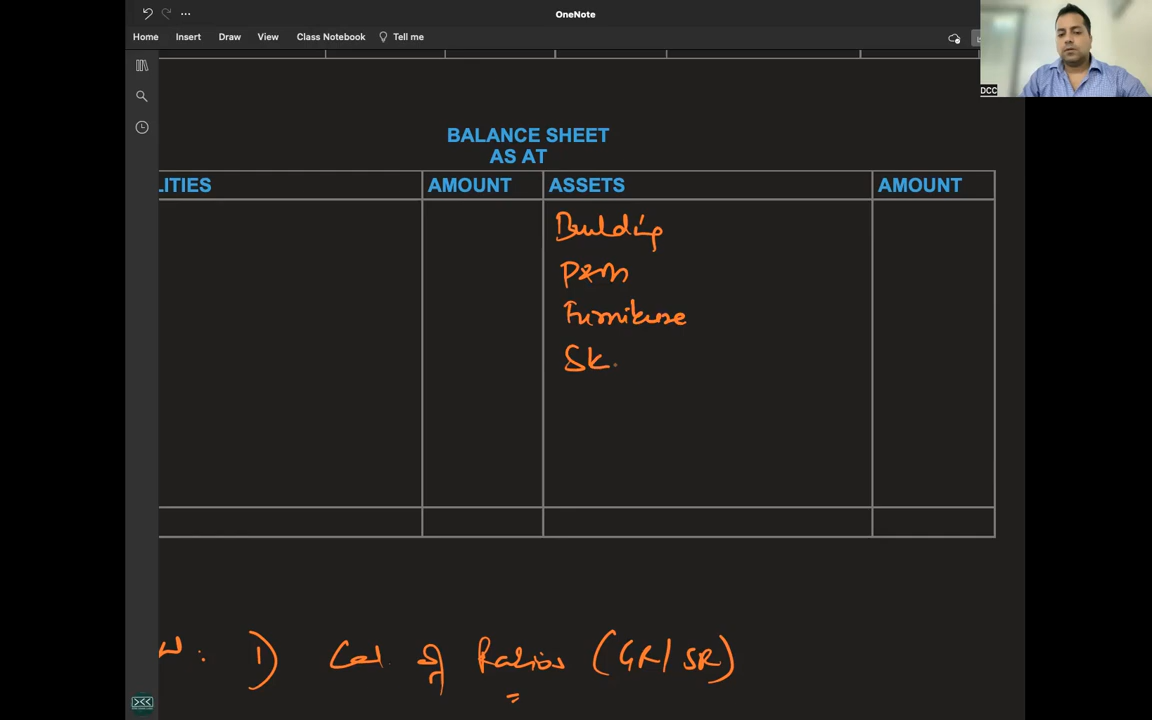 OneNote
Home Insert Draw View Class Notebook Tell me
DCC
BALANCE SHEET
AS AT
LITIES AMOUNT ASSETS AMOUNT
Building
P&M
Furniture
Sk
W : 1) Cal. of Ratios (GR/SR)